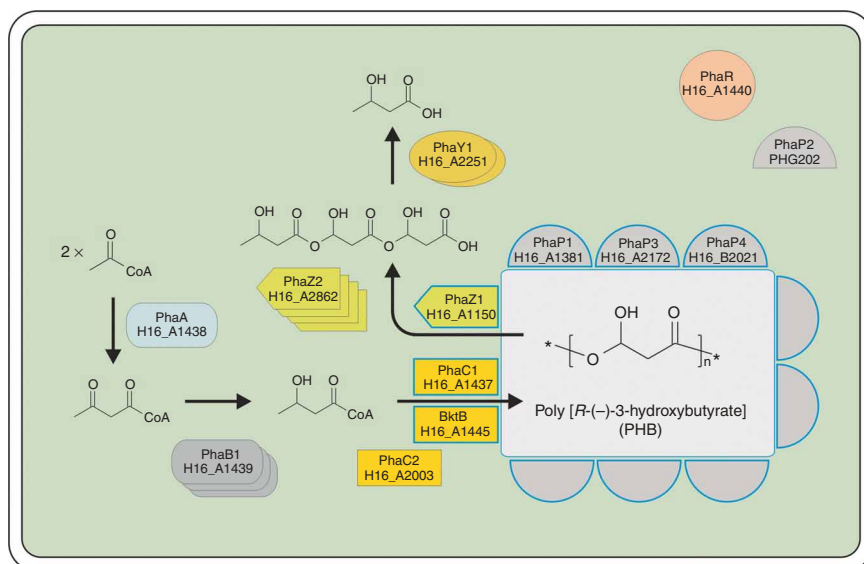 PhaR
H16_A1440
PhaP2
PHG202
OH
O
OH
PhaY1
H16_A2251
OH
O
OH
O
OH
O
O
O
OH
2 ×
O
CoA
PhaZ2
H16_A2862
PhaZ1
H16_A1150
PhaP1
H16_A1381
PhaP3
H16_A2172
PhaP4
H16_B2021
PhaA
H16_A1438
OH
O
*
O
n
*
O
O
CoA
OH
O
CoA
PhaC1
H16_A1437
BktB
H16_A1445
PhaC2
H16_A2003
PhaB1
H16_A1439
Poly [R-(–)-3-hydroxybutyrate]
(PHB)